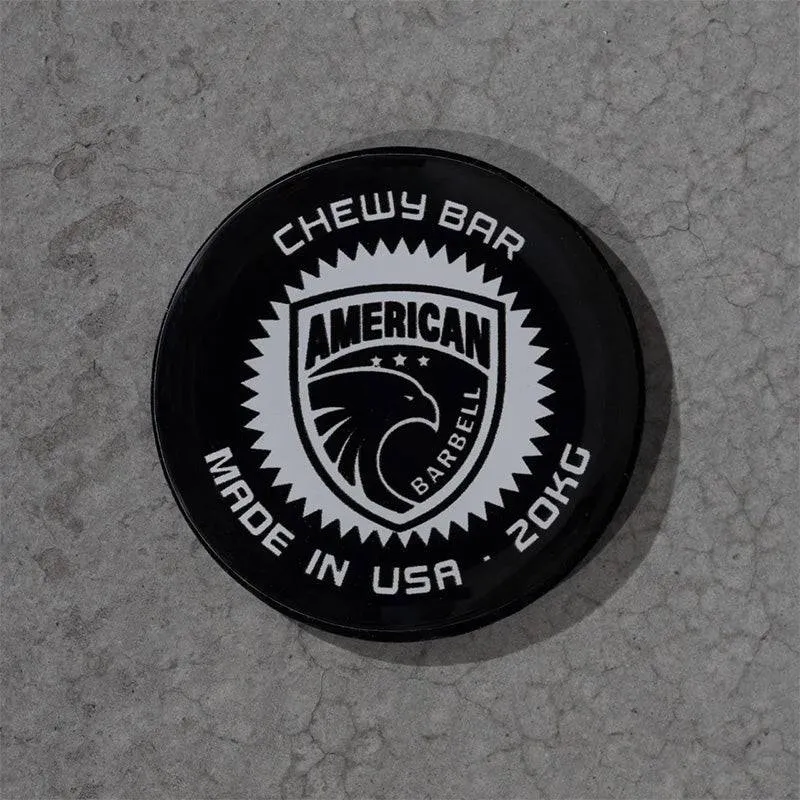 CHEWY BAR
AMERICAN
BARBELL
MADE IN USA · 20KG